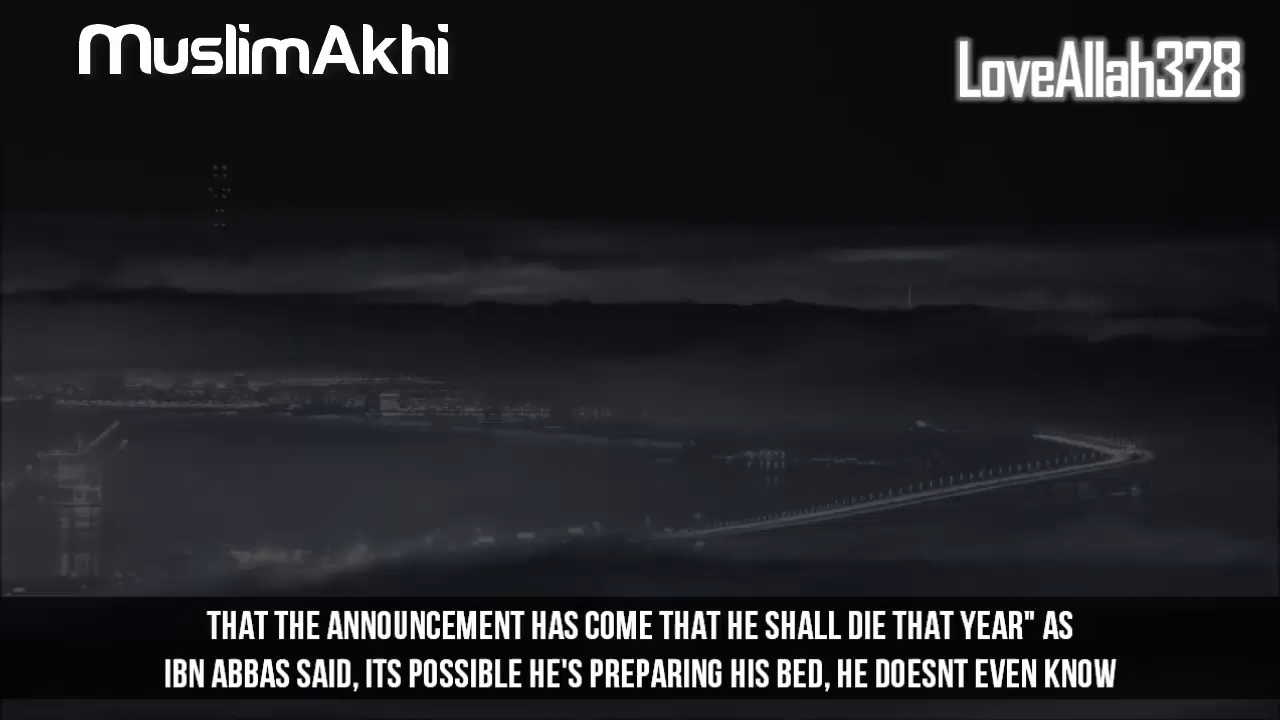 MuslimAkhi
LoveAllah328
THAT THE ANNOUNCEMENT HAS COME THAT HE SHALL DIE THAT YEAR" AS
IBN ABBAS SAID, ITS POSSIBLE HE'S PREPARING HIS BED, HE DOESNT EVEN KNOW